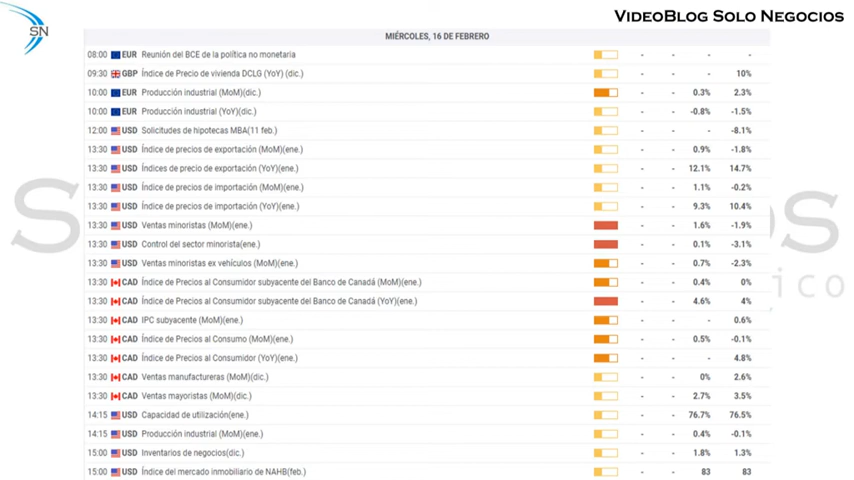 VIDEOBLOG SOLO NEGOCIOS
SN
MIÉRCOLES, 16 DE FEBRERO
08:00 EUR Reunión del BCE de la política no monetaria - - - -
09:30 GBP Índice de Precio de vivienda DCLG (YoY) (dic.) - - - 10%
10:00 EUR Producción industrial (MoM)(dic.) - - 0.3% 2.3%
10:00 EUR Producción industrial (YoY)(dic.) - - -0.8% -1.5%
12:00 USD Solicitudes de hipotecas MBA(11 feb.) - - - -8.1%
13:30 USD Índice de precios de exportación (MoM)(ene.) - - 0.9% -1.8%
13:30 USD Índices de precio de exportación (YoY)(ene.) - - 12.1% 14.7%
13:30 USD Índice de precios de importación (MoM)(ene.) - - 1.1% -0.2%
13:30 USD Índice de precios de importación (YoY)(ene.) - - 9.3% 10.4%
13:30 USD Ventas minoristas (MoM)(ene.) - - 1.6% -1.9%
13:30 USD Control del sector minorista(ene.) - - 0.1% -3.1%
13:30 USD Ventas minoristas ex vehículos (MoM)(ene.) - - 0.7% -2.3%
13:30 CAD Índice de Precios al Consumidor subyacente del Banco de Canadá (MoM)(ene.) - - 0.4% 0%
13:30 CAD Índice de Precios al Consumidor subyacente del Banco de Canadá (YoY)(ene.) - - 4.6% 4%
13:30 CAD IPC subyacente (MoM)(ene.) - - - 0.6%
13:30 CAD Índice de Precios al Consumo (MoM)(ene.) - - 0.5% -0.1%
13:30 CAD Índice de Precios al Consumidor (YoY)(ene.) - - - 4.8%
13:30 CAD Ventas manufactureras (MoM)(dic.) - - 0% 2.6%
13:30 CAD Ventas mayoristas (MoM)(dic.) - - 2.7% 3.5%
14:15 USD Capacidad de utilización(ene.) - - 76.7% 76.5%
14:15 USD Producción industrial (MoM)(ene.) - - 0.4% -0.1%
15:00 USD Inventarios de negocios(dic.) - - 1.8% 1.3%
15:00 USD Índice del mercado inmobiliario de NAHB(feb.) - - 83 83